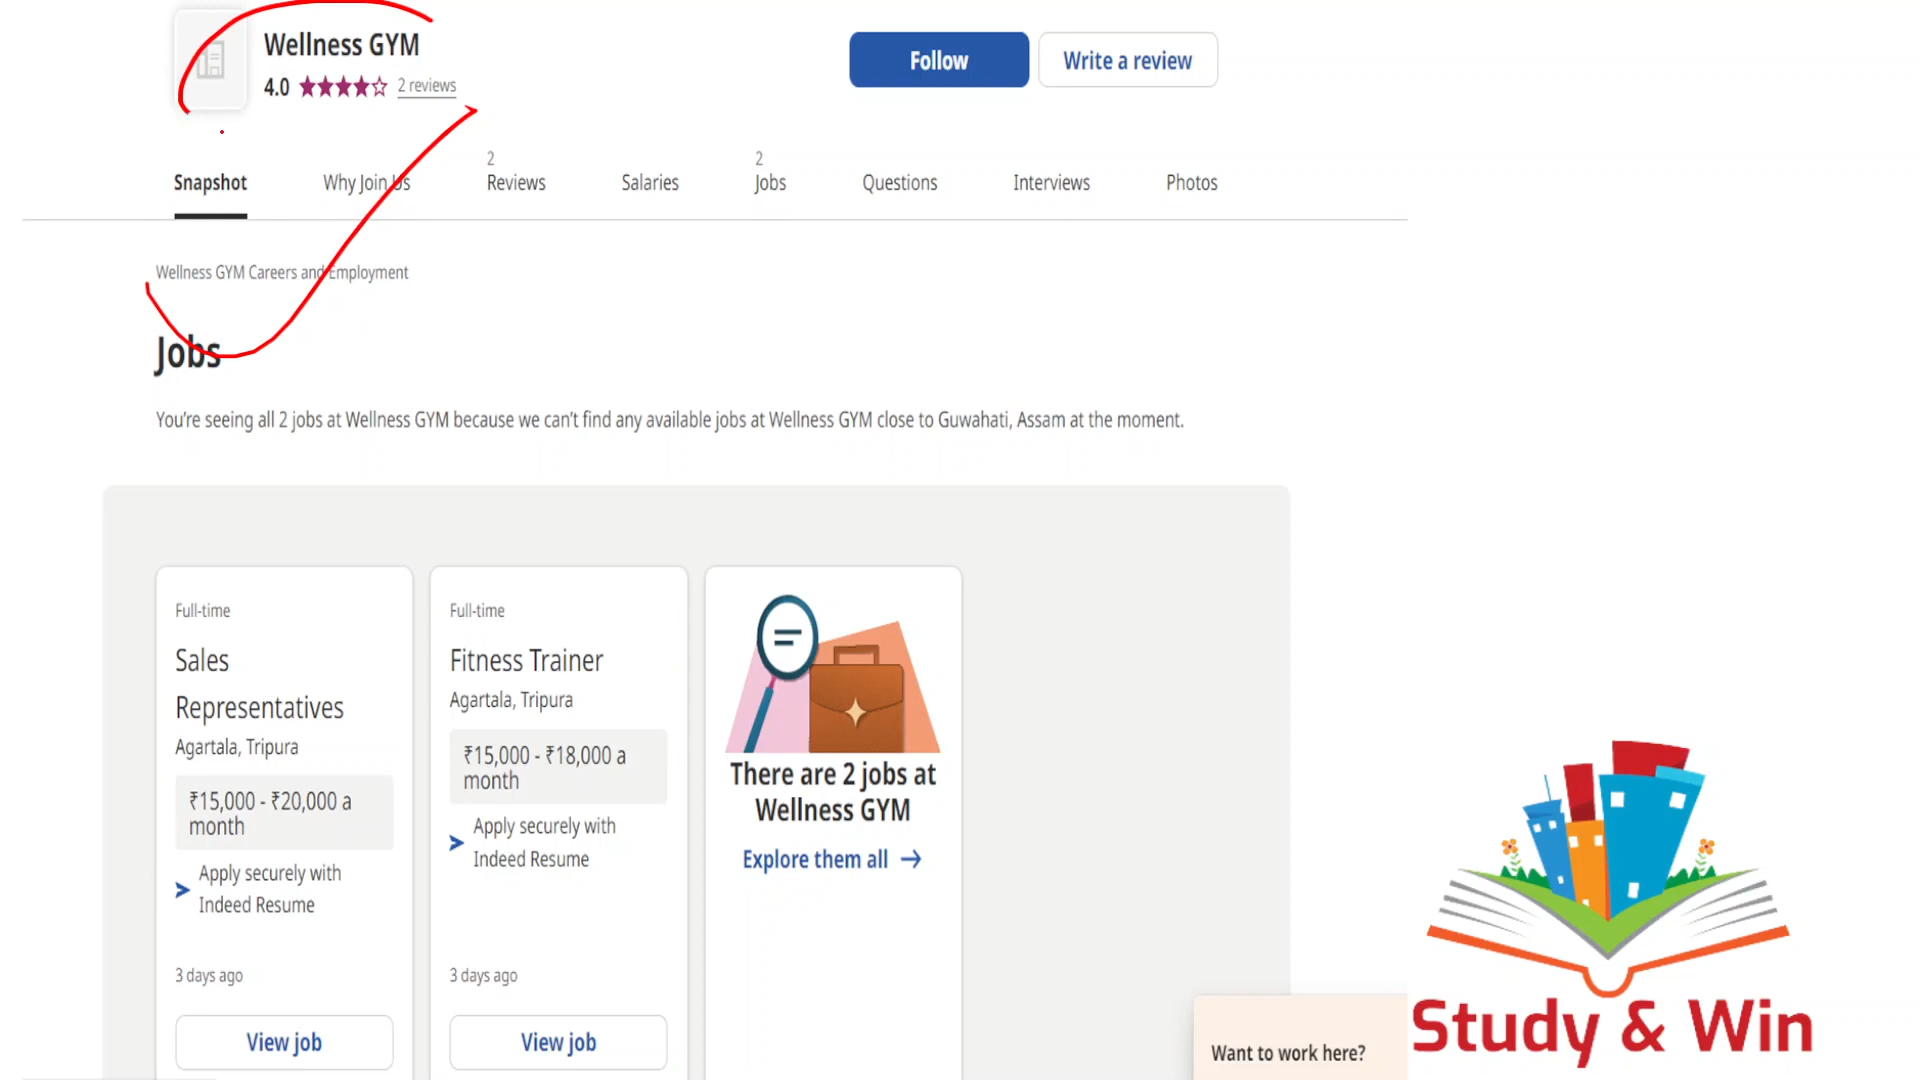 Wellness GYM
4.0
2 reviews
Follow
Write a review
Snapshot
Why Join Us
2
Reviews
Salaries
2
Jobs
Questions
Interviews
Photos
Wellness GYM Careers and Employment
Jobs
You're seeing all 2 jobs at Wellness GYM because we can't find any available jobs at Wellness GYM close to Guwahati, Assam at the moment.
Full-time
Sales
Representatives
Agartala, Tripura
₹15,000 - ₹20,000 a
month
Apply securely with
Indeed Resume
3 days ago
View job
Full-time
Fitness Trainer
Agartala, Tripura
₹15,000 - ₹18,000 a
month
Apply securely with
Indeed Resume
3 days ago
View job
There are 2 jobs at
Wellness GYM
Explore them all
Want to work here?
Study & Win